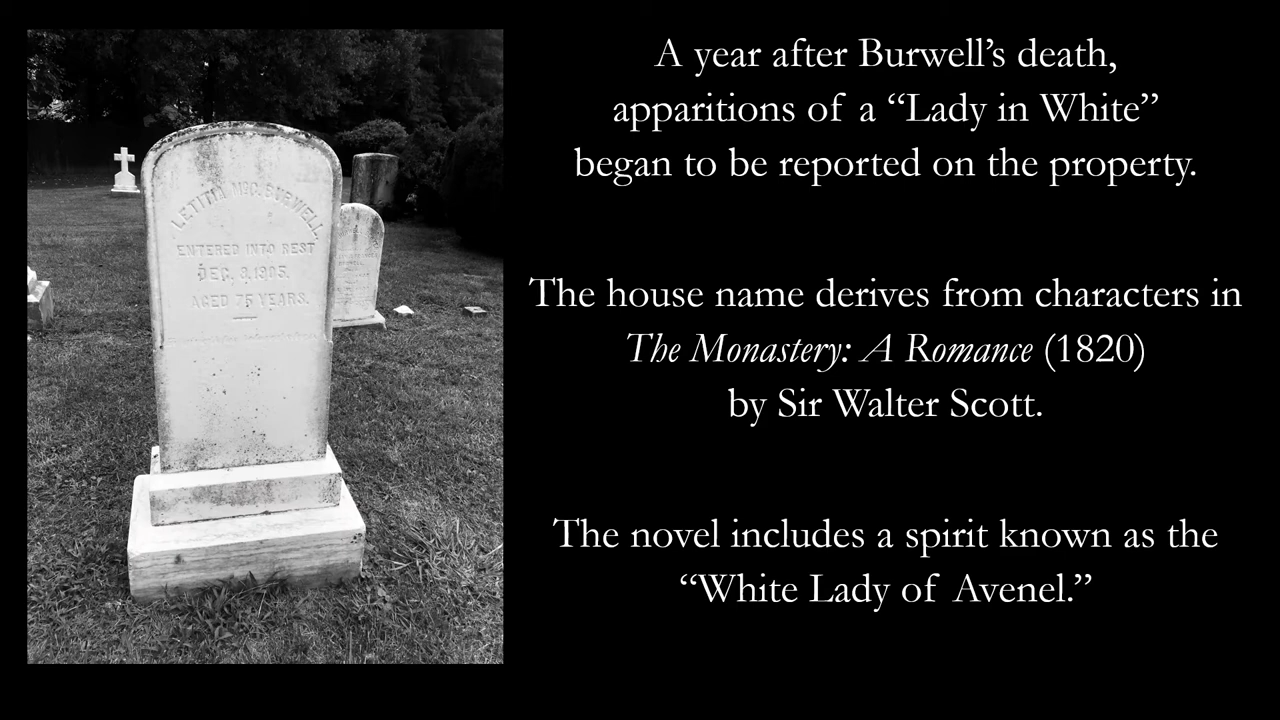 LETITIA McC. BURWELL
ENTERED INTO REST
DEC. 8, 1905.
AGED 75 YEARS.
A year after Burwell’s death,
apparitions of a “Lady in White”
began to be reported on the property.
The house name derives from characters in
The Monastery: A Romance (1820)
by Sir Walter Scott.
The novel includes a spirit known as the
“White Lady of Avenel.”